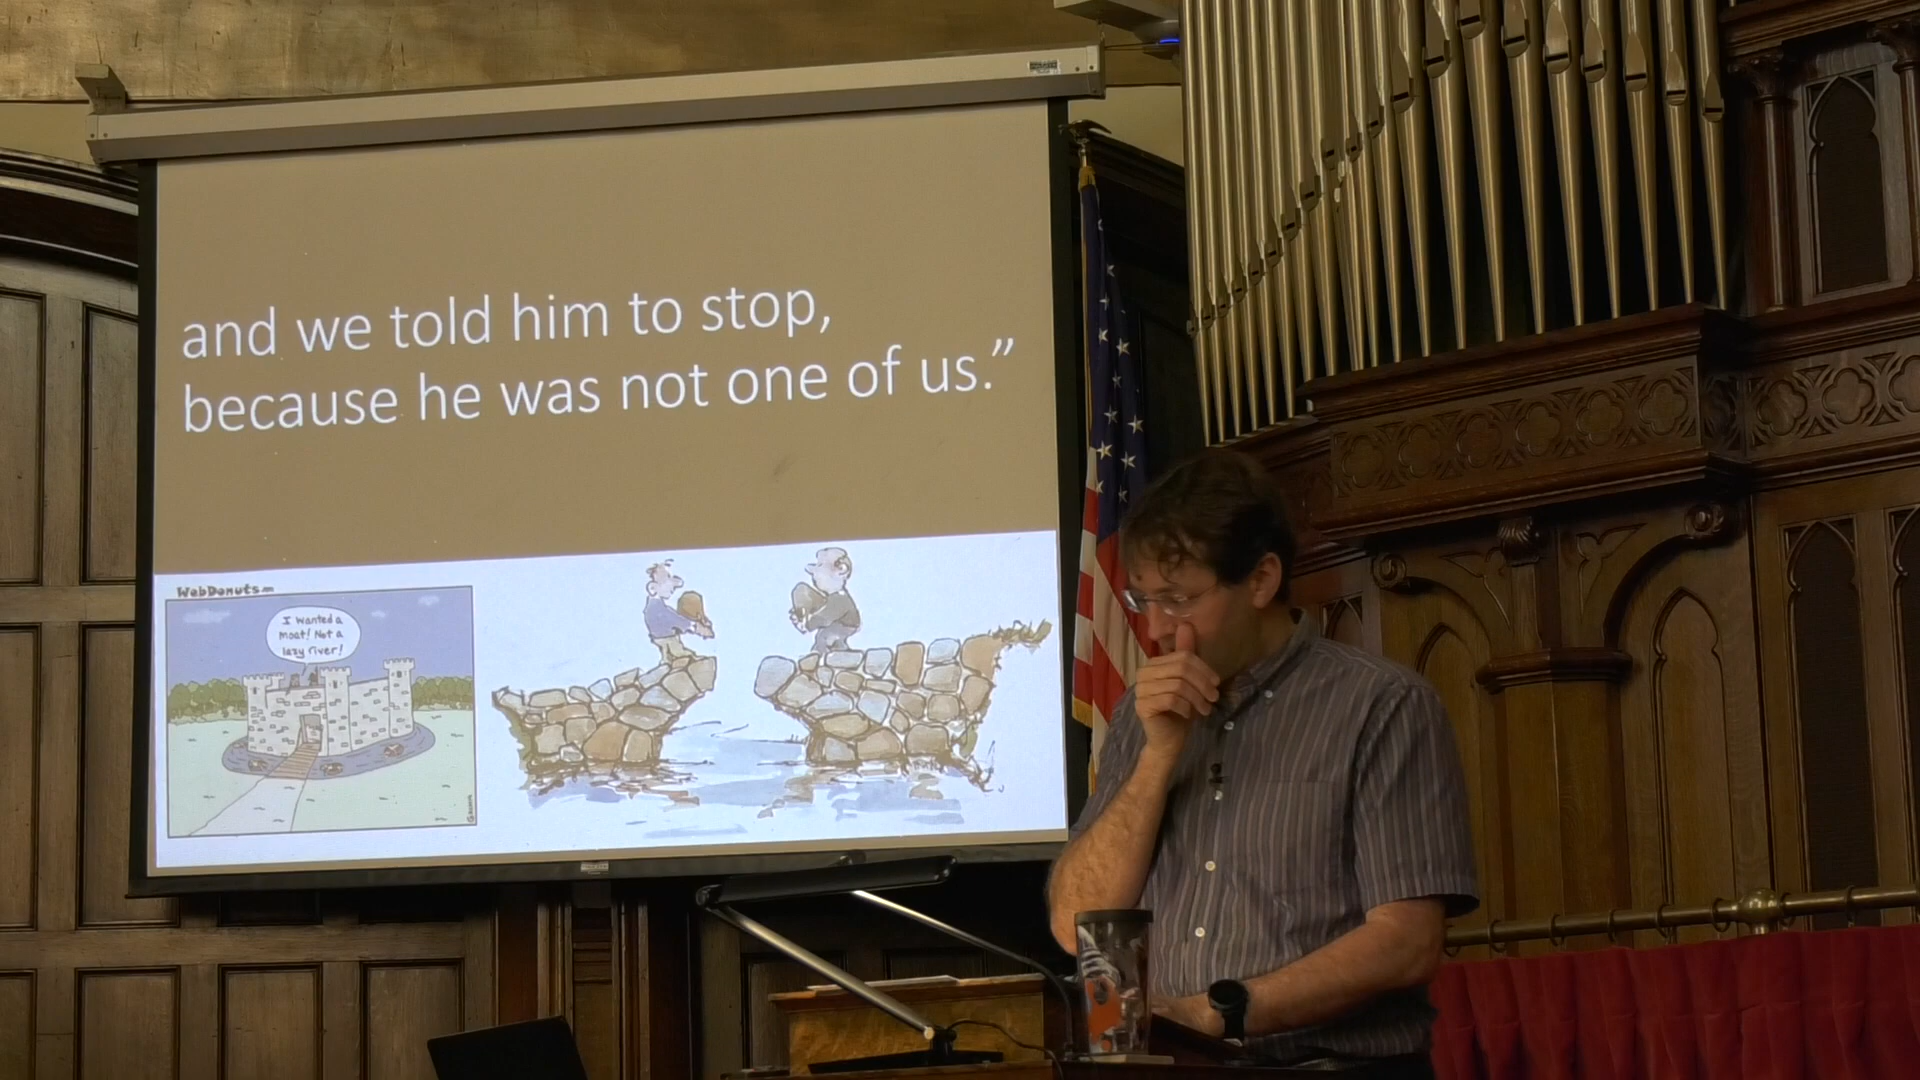 and we told him to stop,
because he was not one of us.”
WebDonuts.com
I wanted a
moat! Not a
lazy river!